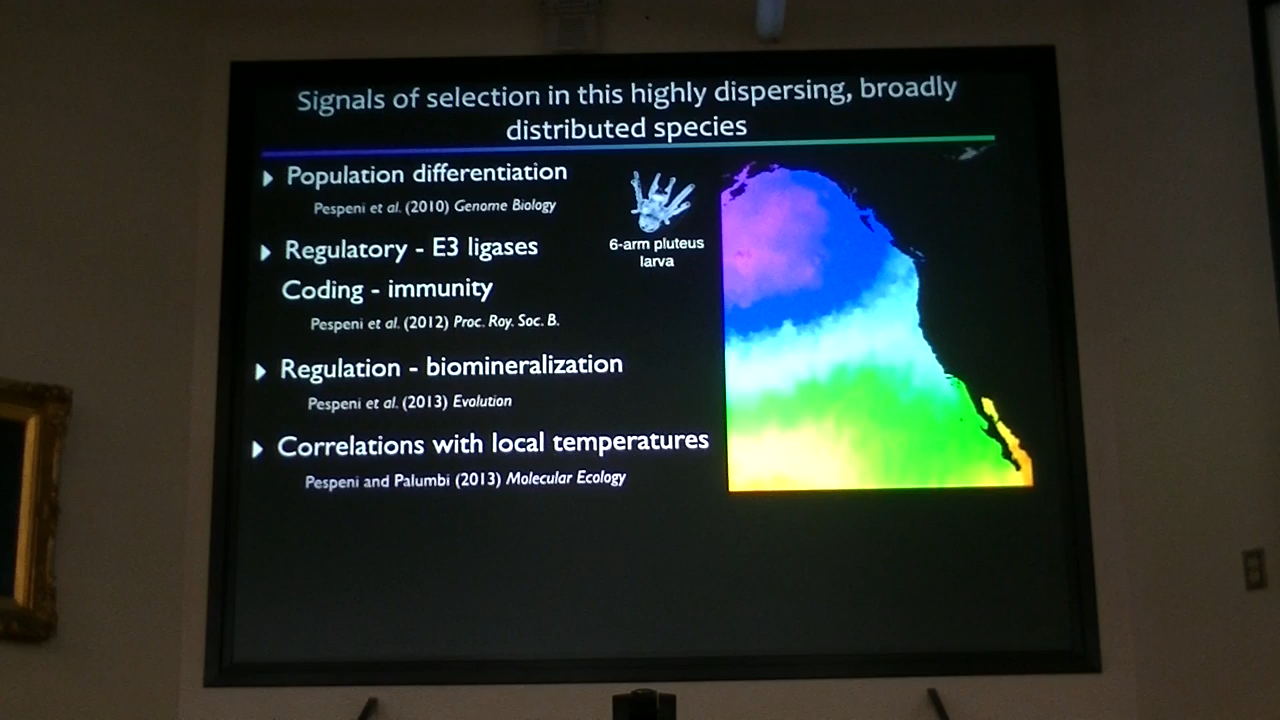 Signals of selection in this highly dispersing, broadly
distributed species
Population differentiation
Pespeni et al. (2010) Genome Biology
6-arm pluteus
larva
Regulatory - E3 ligases
Coding - immunity
Pespeni et al. (2012) Proc. Roy. Soc. B.
Regulation - biomineralization
Pespeni et al. (2013) Evolution
Correlations with local temperatures
Pespeni and Palumbi (2013) Molecular Ecology